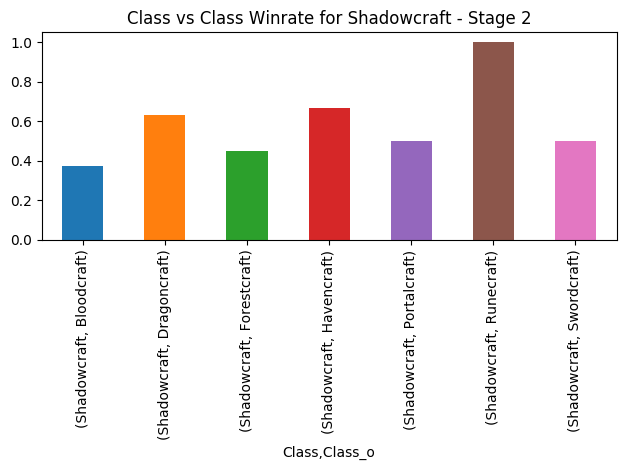 Class vs Class Winrate for Shadowcraft - Stage 2
1.0
0.8
0.6
0.4
0.2
0.0
(Shadowcraft, Bloodcraft)
(Shadowcraft, Dragoncraft)
(Shadowcraft, Forestcraft)
(Shadowcraft, Havencraft)
(Shadowcraft, Portalcraft)
(Shadowcraft, Runecraft)
(Shadowcraft, Swordcraft)
Class,Class_o